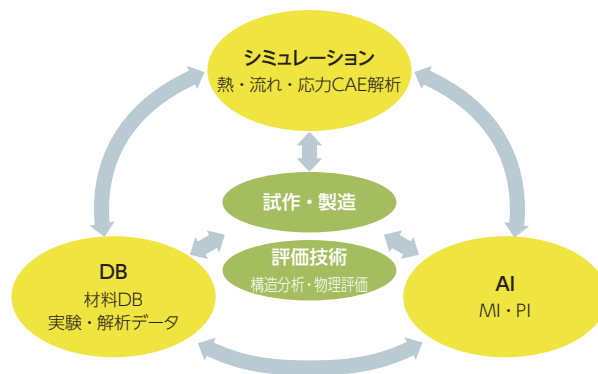 シミュレーション
熱・流れ・応力CAE解析
試作・製造
評価技術
構造分析・物理評価
DB
材料DB
実験・解析データ
AI
MI・PI